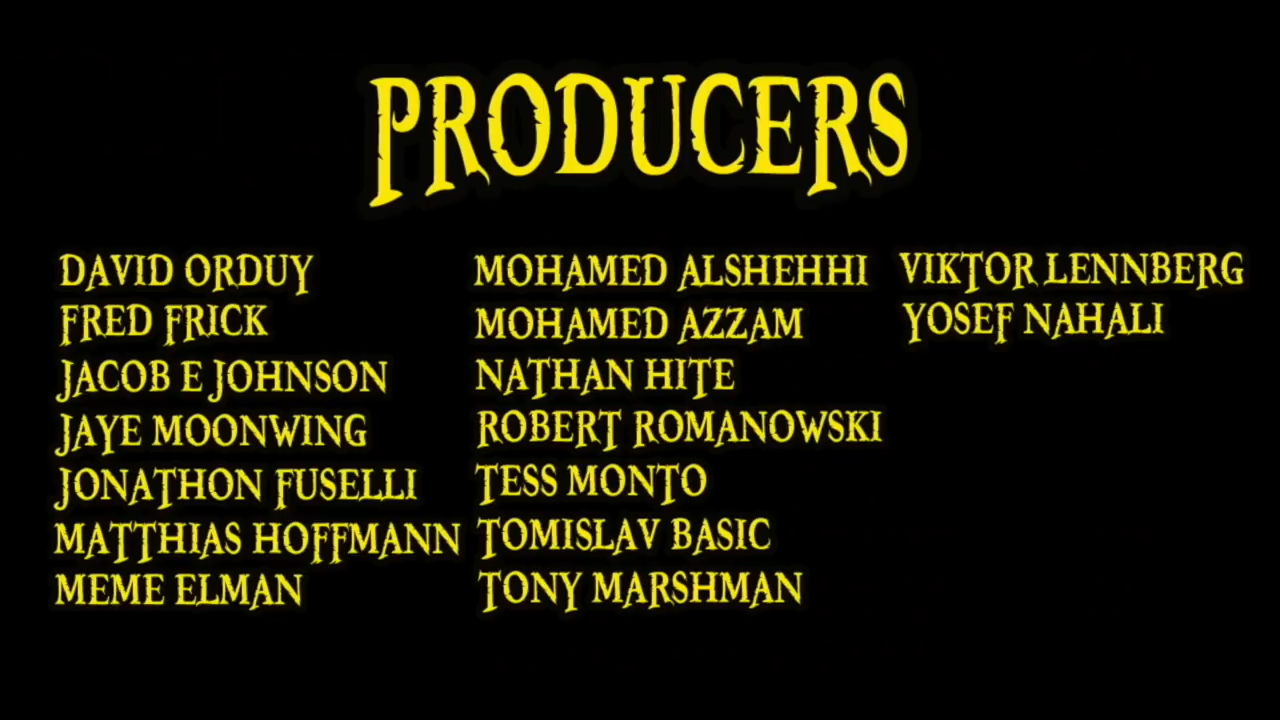 PRODUCERS
DAVID ORDUY
FRED FRICK
JACOB E JOHNSON
JAYE MOONWING
JONATHON FUSELLI
MATTHIAS HOFFMANN
MEME ELMAN
MOHAMED ALSHEHHI
MOHAMED AZZAM
NATHAN HITE
ROBERT ROMANOWSKI
TESS MONTO
TOMISLAV BASIC
TONY MARSHMAN
VIKTOR LENNBERG
YOSEF NAHALI